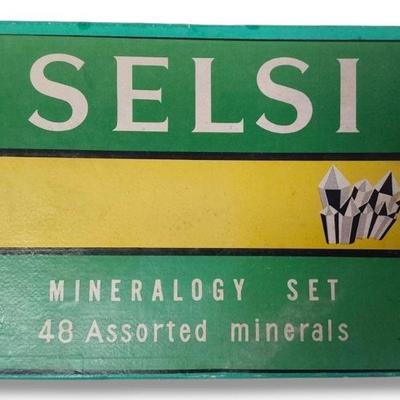 SELSI
MINERALOGY SET
48 Assorted minerals